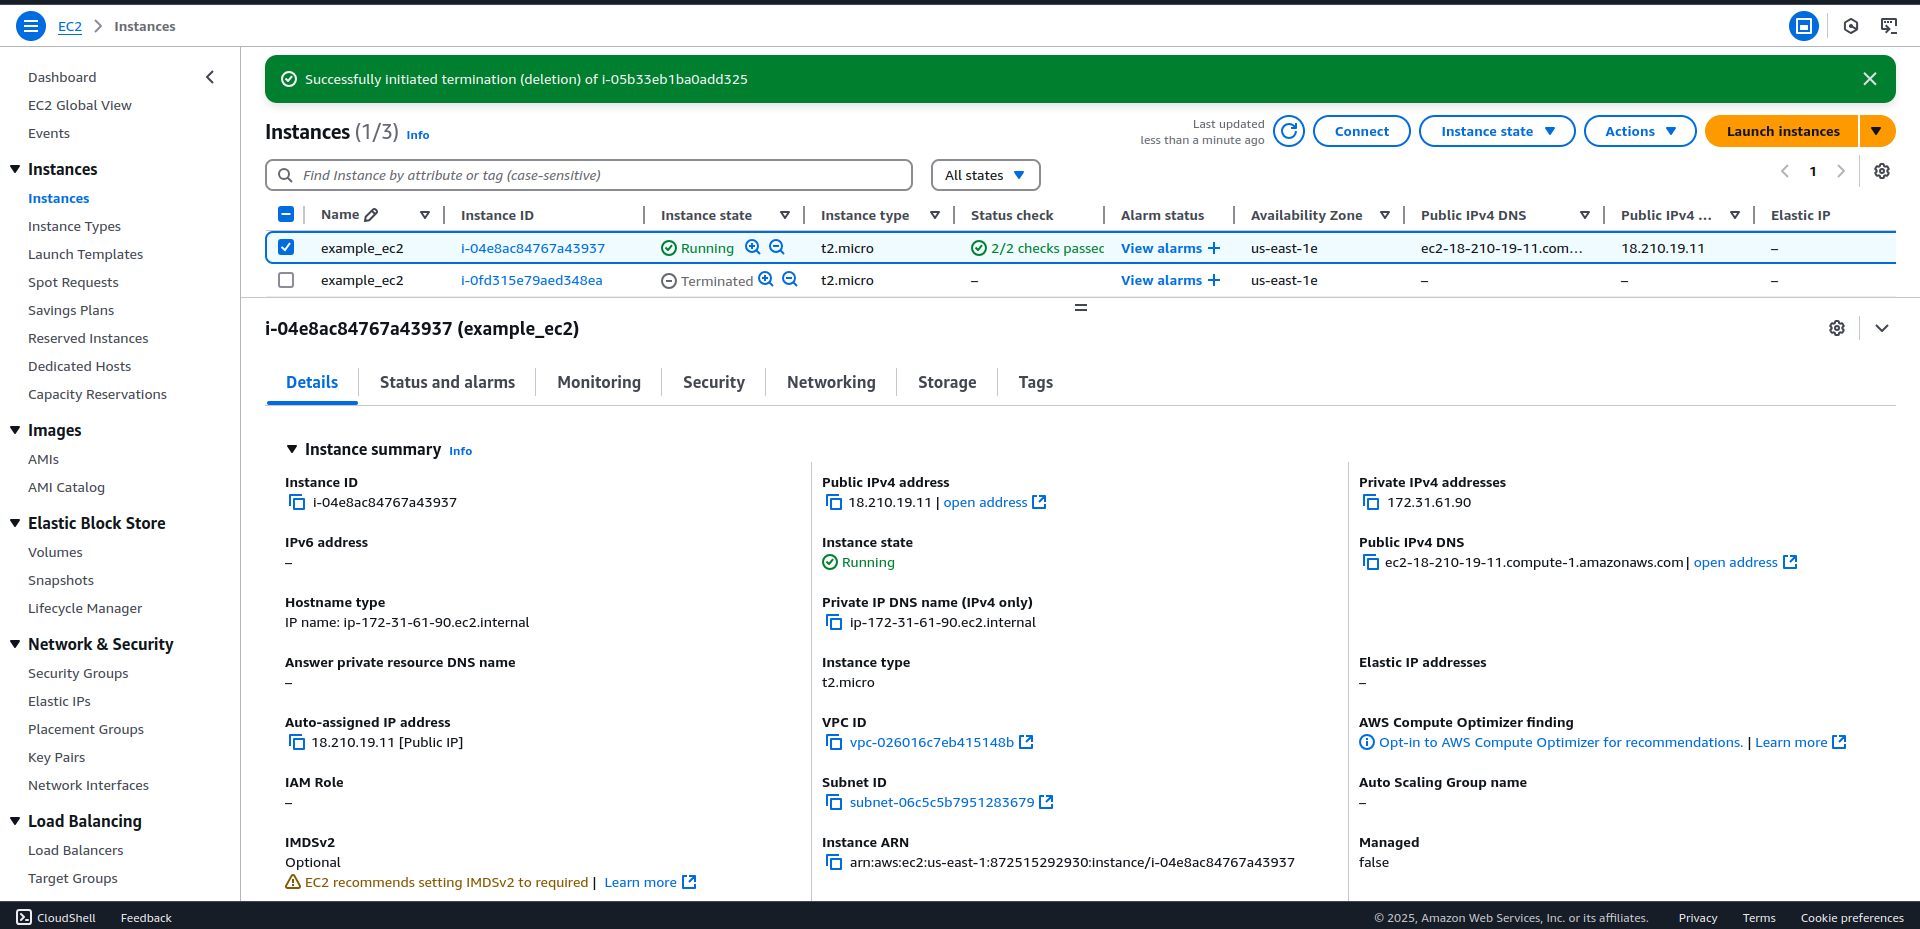 EC2 Instances
Dashboard
EC2 Global View
Events
Instances
Instances
Instance Types
Launch Templates
Spot Requests
Savings Plans
Reserved Instances
Dedicated Hosts
Capacity Reservations
Images
AMIs
AMI Catalog
Elastic Block Store
Volumes
Snapshots
Lifecycle Manager
Network & Security
Security Groups
Elastic IPs
Placement Groups
Key Pairs
Network Interfaces
Load Balancing
Load Balancers
Target Groups
Successfully initiated termination (deletion) of i-05b33eb1ba0add325
Instances (1/3) Info
Last updated
less than a minute ago
Connect Instance state Actions Launch instances
Find Instance by attribute or tag (case-sensitive) All states 1
Name Instance ID Instance state Instance type Status check Alarm status Availability Zone Public IPv4 DNS Public IPv4 ... Elastic IP
example_ec2 i-04e8ac84767a43937 Running t2.micro 2/2 checks passec View alarms + us-east-1e ec2-18-210-19-11.com... 18.210.19.11 –
example_ec2 i-0fd315e79aed348ea Terminated t2.micro – View alarms + us-east-1e – – –
i-04e8ac84767a43937 (example_ec2)
Details Status and alarms Monitoring Security Networking Storage Tags
Instance summary Info
Instance ID
i-04e8ac84767a43937
Public IPv4 address
18.210.19.11 | open address
Private IPv4 addresses
172.31.61.90
IPv6 address
–
Instance state
Running
Public IPv4 DNS
ec2-18-210-19-11.compute-1.amazonaws.com | open address
Hostname type
IP name: ip-172-31-61-90.ec2.internal
Private IP DNS name (IPv4 only)
ip-172-31-61-90.ec2.internal
Answer private resource DNS name
–
Instance type
t2.micro
Elastic IP addresses
–
Auto-assigned IP address
18.210.19.11 [Public IP]
VPC ID
vpc-026016c7eb415148b
AWS Compute Optimizer finding
Opt-in to AWS Compute Optimizer for recommendations. | Learn more
IAM Role
–
Subnet ID
subnet-06c5c5b7951283679
Auto Scaling Group name
–
IMDSv2
Optional
EC2 recommends setting IMDSv2 to required | Learn more
Instance ARN
arn:aws:ec2:us-east-1:872515292930:instance/i-04e8ac84767a43937
Managed
false
CloudShell Feedback © 2025, Amazon Web Services, Inc. or its affiliates. Privacy Terms Cookie preferences